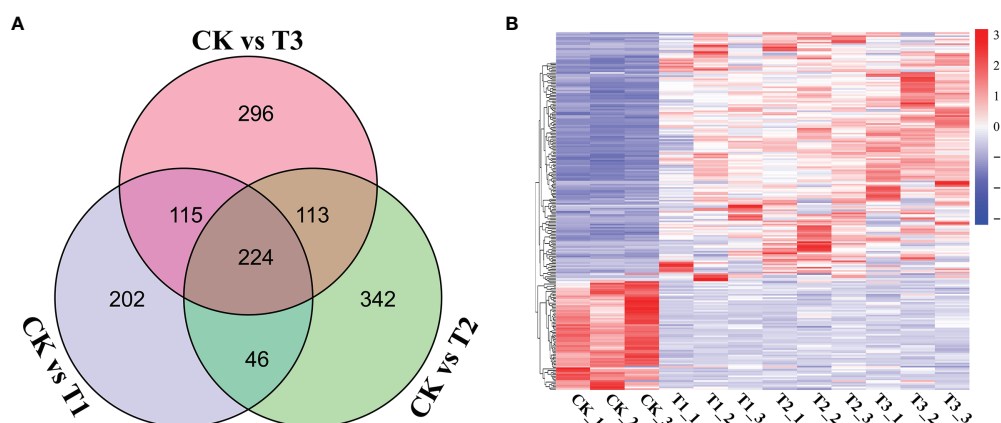 A
CK vs T3
296
115
113
224
202
342
46
CK vs T1
CK vs T2
B
3
2
1
0
–
–
–
CK_1
CK_2
CK_3
T1_1
T1_2
T1_3
T2_1
T2_2
T2_3
T3_1
T3_2
T3_3